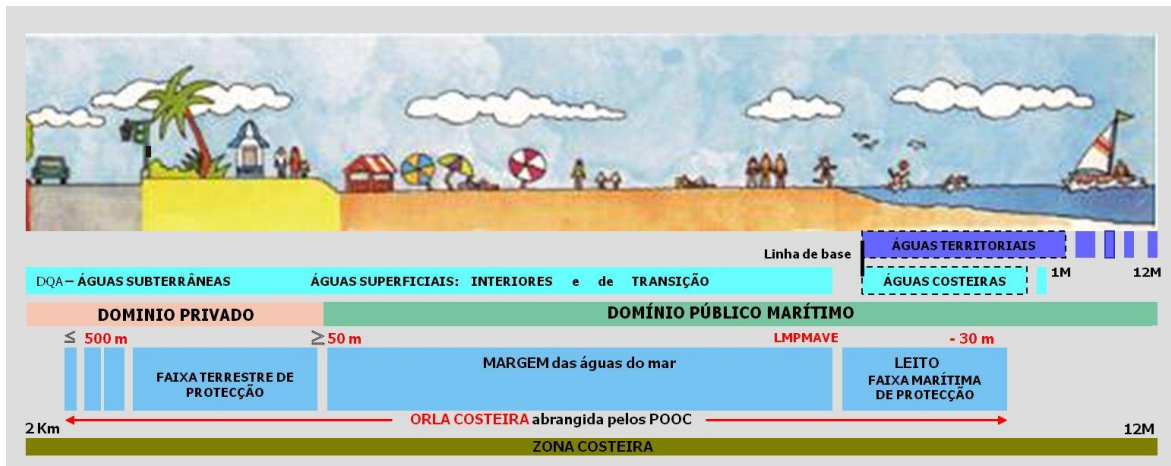 ÁGUAS TERRITORIAIS
Linha de base
1M
12M
DQA – ÁGUAS SUBTERRÂNEAS
ÁGUAS SUPERFICIAIS: INTERIORES e de TRANSIÇÃO
ÁGUAS COSTEIRAS
DOMINIO PRIVADO
DOMÍNIO PÚBLICO MARÍTIMO
≤ 500 m
≥ 50 m
LMPMAVE
- 30 m
FAIXA TERRESTRE DE
PROTECÇÃO
MARGEM das águas do mar
LEITO
FAIXA MARÍTIMA
DE PROTECÇÃO
ORLA COSTEIRA abrangida pelos POOC
2 Km
12M
ZONA COSTEIRA